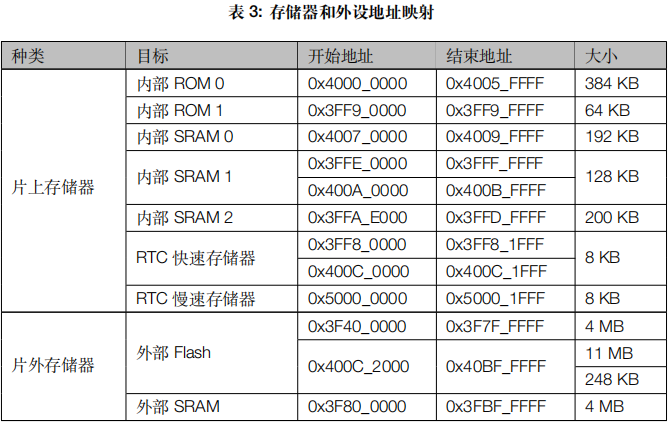 表 3: 存储器和外设地址映射
种类 目标 开始地址 结束地址 大小
片上存储器 内部 ROM 0 0x4000_0000 0x4005_FFFF 384 KB
内部 ROM 1 0x3FF9_0000 0x3FF9_FFFF 64 KB
内部 SRAM 0 0x4007_0000 0x4009_FFFF 192 KB
内部 SRAM 1 0x3FFE_0000 0x3FFF_FFFF 128 KB
0x400A_0000 0x400B_FFFF
内部 SRAM 2 0x3FFA_E000 0x3FFD_FFFF 200 KB
RTC 快速存储器 0x3FF8_0000 0x3FF8_1FFF 8 KB
0x400C_0000 0x400C_1FFF
RTC 慢速存储器 0x5000_0000 0x5000_1FFF 8 KB
片外存储器 外部 Flash 0x3F40_0000 0x3F7F_FFFF 4 MB
0x400C_2000 0x40BF_FFFF 11 MB
248 KB
外部 SRAM 0x3F80_0000 0x3FBF_FFFF 4 MB